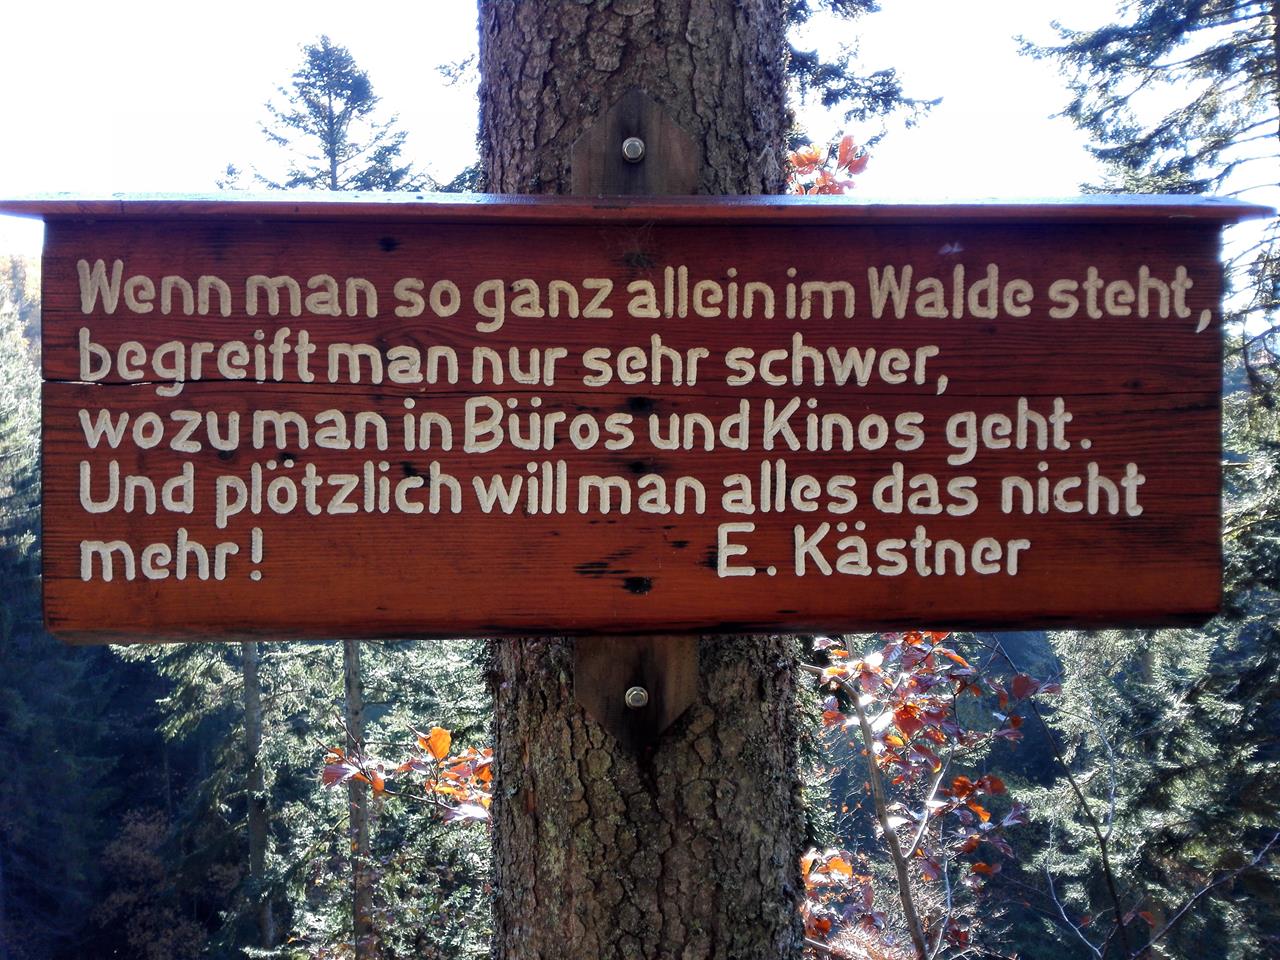 Wenn man so ganz allein im Walde steht,
begreift man nur sehr schwer,
wozu man in Büros und Kinos geht.
Und plötzlich will man alles das nicht
mehr! E. Kästner